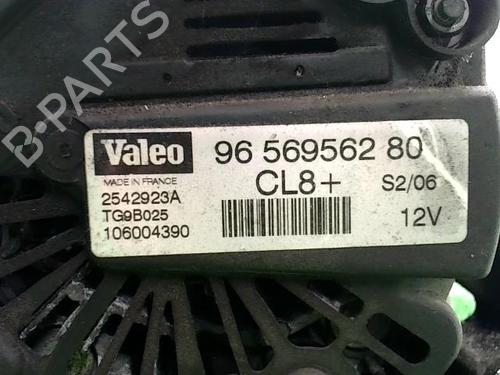 B-PARTS
Valeo
96 569562 80
MADE IN FRANCE
CL8+
S2/06
2542923A
TG9B025
12V
106004390